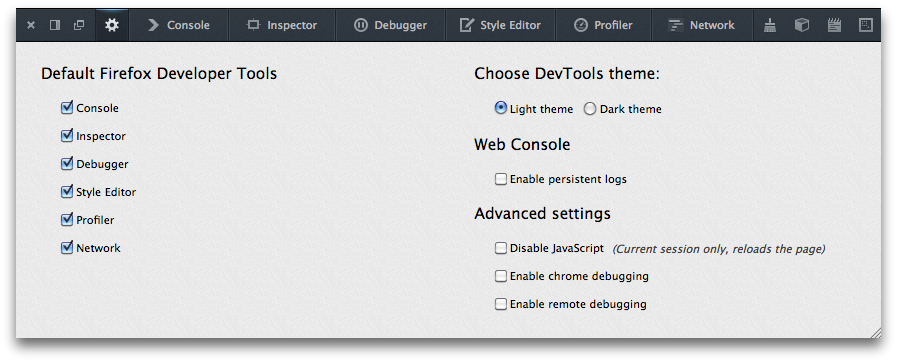 Console
Inspector
Debugger
Style Editor
Profiler
Network
Default Firefox Developer Tools
Console
Inspector
Debugger
Style Editor
Profiler
Network
Choose DevTools theme:
Light theme Dark theme
Web Console
Enable persistent logs
Advanced settings
Disable JavaScript (Current session only, reloads the page)
Enable chrome debugging
Enable remote debugging